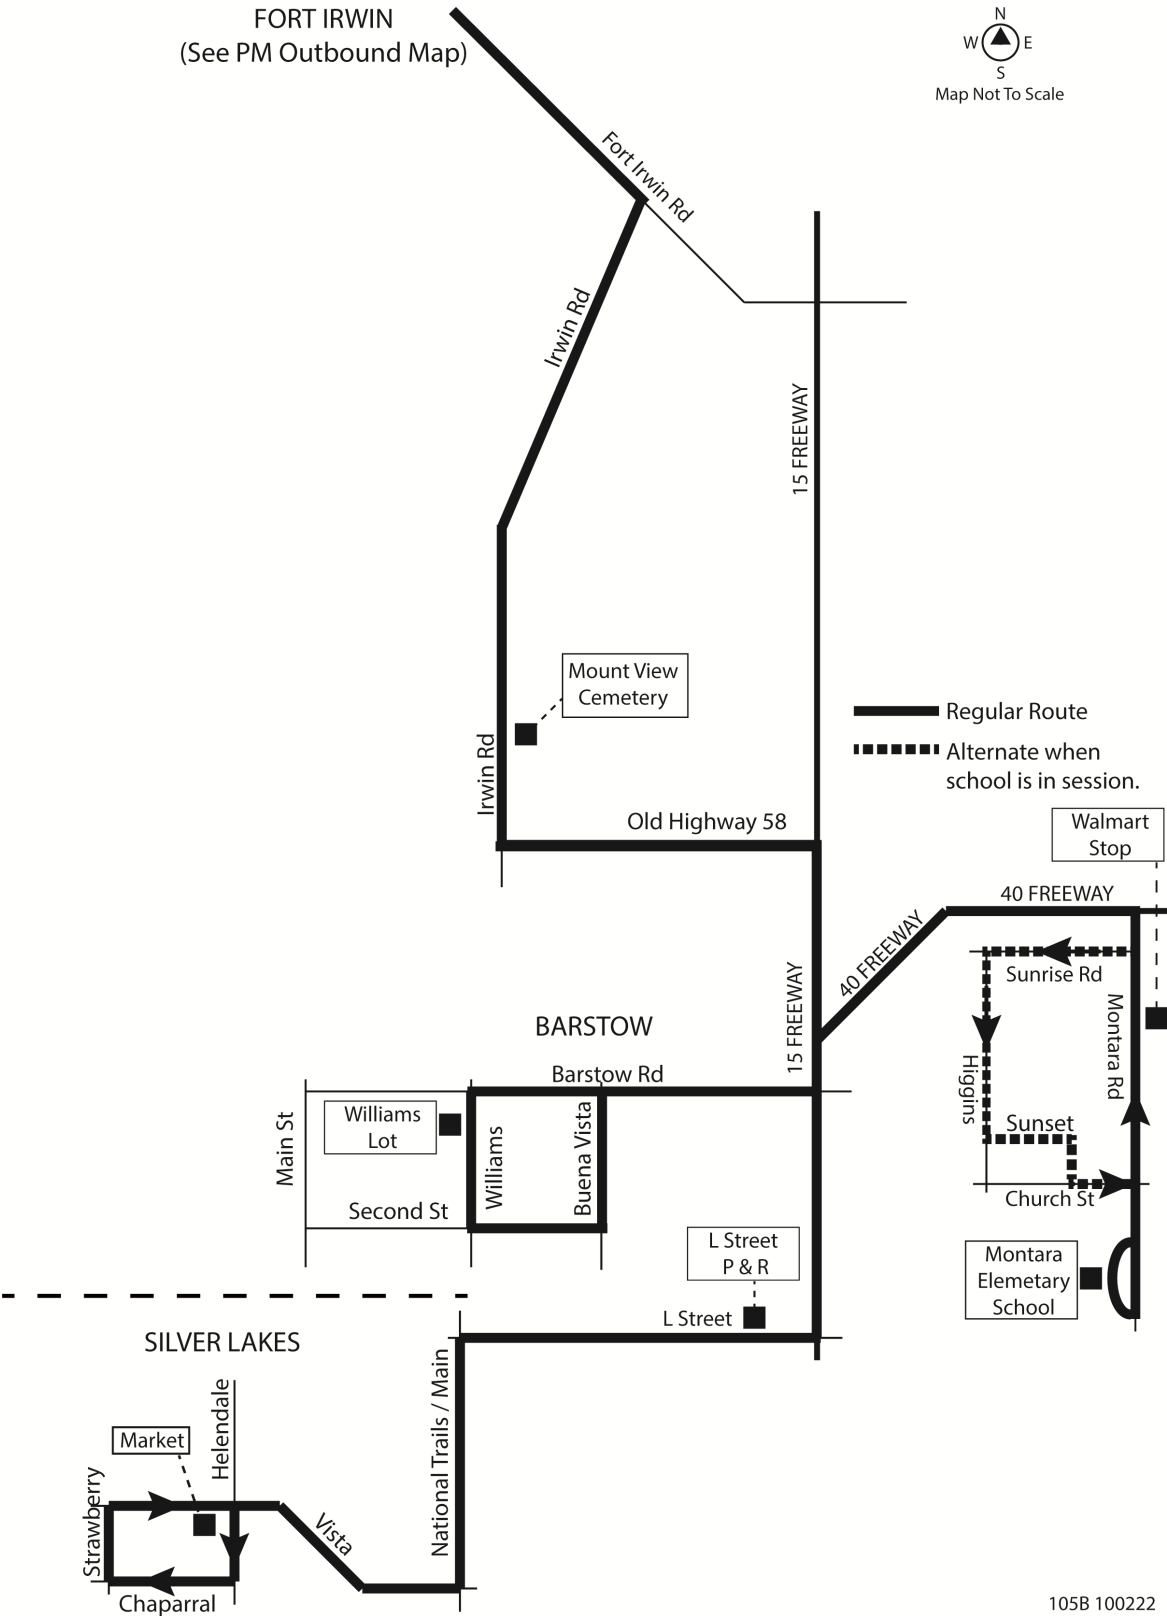 FORT IRWIN
(See PM Outbound Map)
N
W
E
S
Map Not To Scale
Fort Irwin Rd
Irwin Rd
15 FREEWAY
Mount View
Cemetery
Irwin Rd
Regular Route
Alternate when
school is in session.
Old Highway 58
Walmart
Stop
40 FREEWAY
40 FREEWAY
Sunrise Rd
15 FREEWAY
Montara Rd
BARSTOW
Higgins
Barstow Rd
Main St
Williams
Lot
Williams
Buena Vista
Sunset
Second St
Church St
L Street
P & R
Montara
Elemetary
School
L Street
SILVER LAKES
National Trails / Main
Helendale
Market
Strawberry
Vista
Chaparral
105B 100222